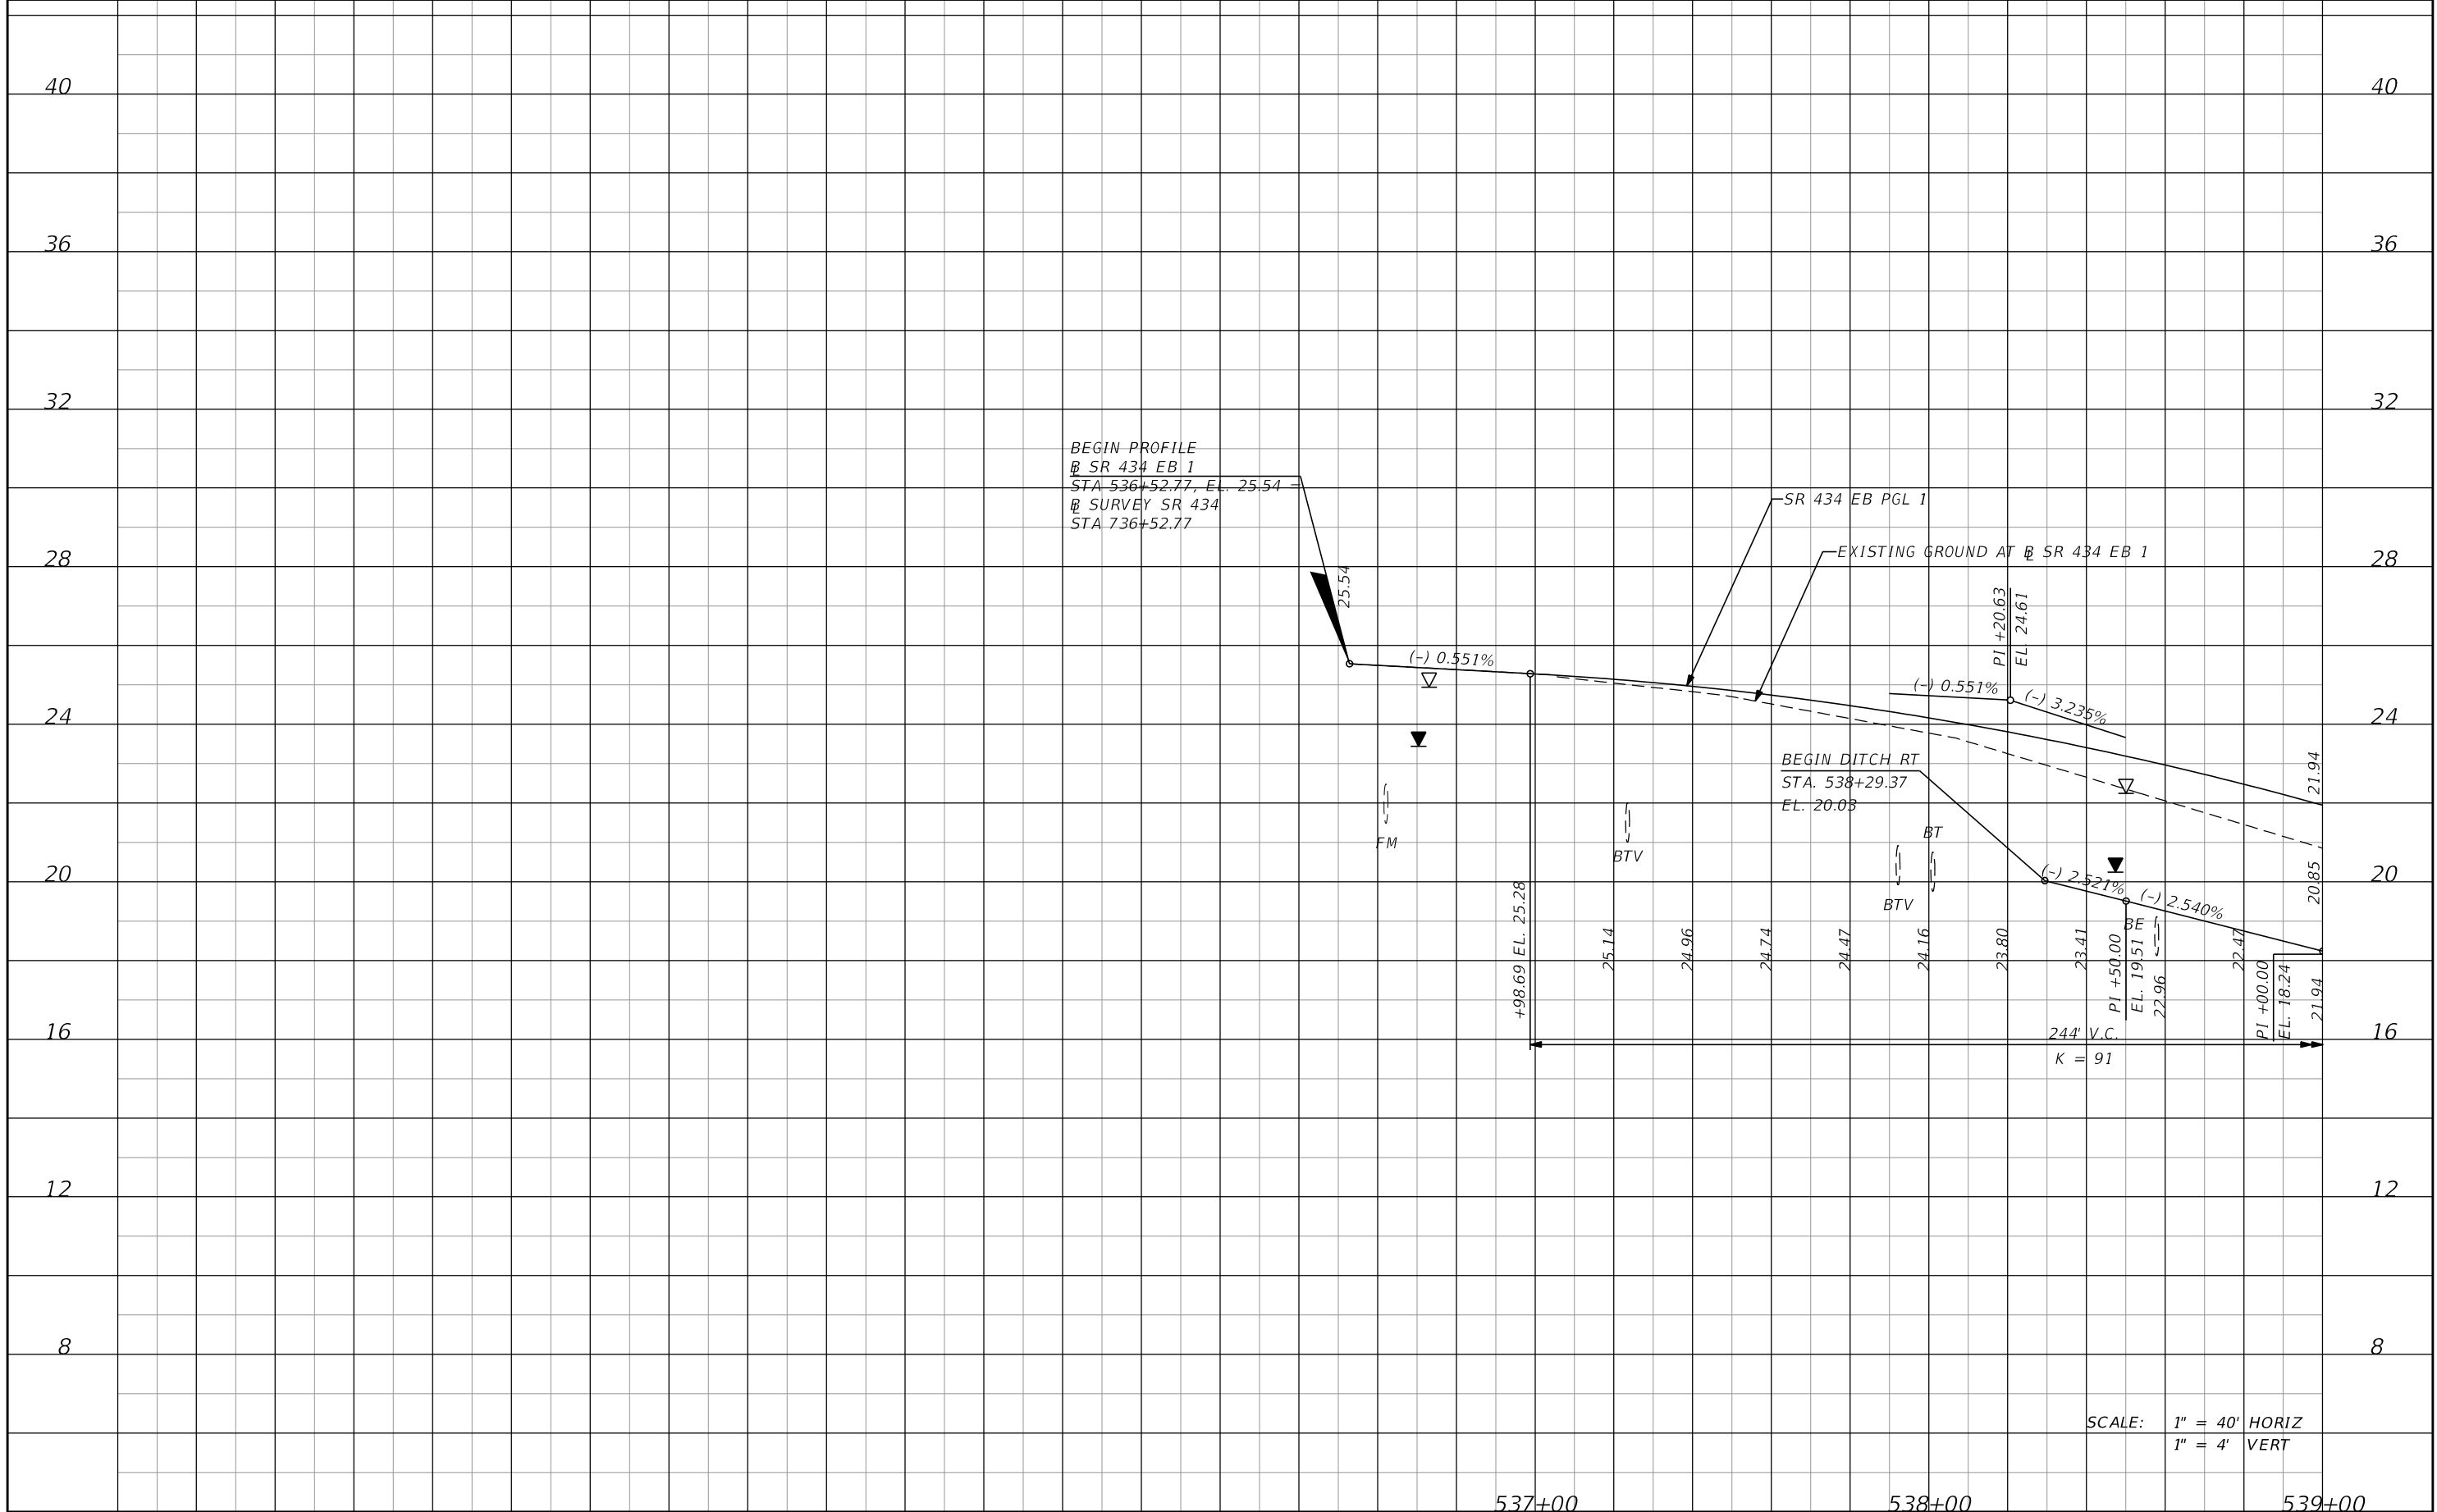 40 40
36 36
32 32
BEGIN PROFILE
B SR 434 EB 1
STA 536+52.77, EL. 25.54 =
B SURVEY SR 434
STA 736+52.77
SR 434 EB PGL 1
28 28
EXISTING GROUND AT B SR 434 EB 1
25.54
PI +20.63
EL. 24.61
(-) 0.551%
(-) 0.551%
(-) 3.235%
24 24
BEGIN DITCH RT
STA. 538+29.37
EL. 20.03
21.94
FM
BTV
BT
BTV
20 20
(-) 2.521%
(-) 2.540%
20.85
BE
+98.69 EL. 25.28
25.14
24.96
24.74
24.47
24.16
23.80
23.41
PI +50.00
EL. 19.51
22.96
22.47
PI +00.00
EL. 18.24
21.94
16 16
244' V.C.
K = 91
12 12
8 8
SCALE: 1" = 40' HORIZ
1" = 4' VERT
537+00 538+00 539+00